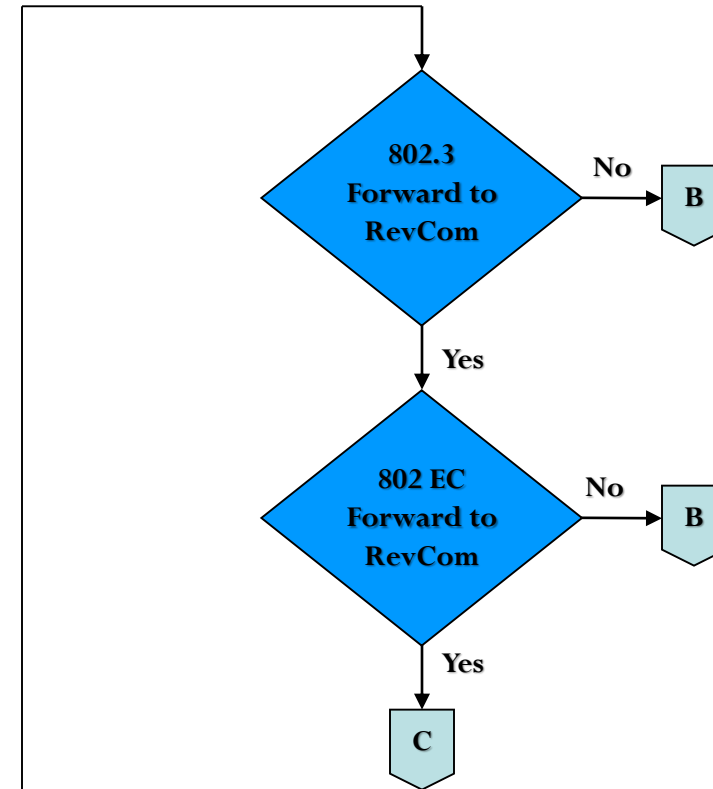 802.3
Forward to
RevCom
No
B
Yes
802 EC
Forward to
RevCom
No
B
Yes
C